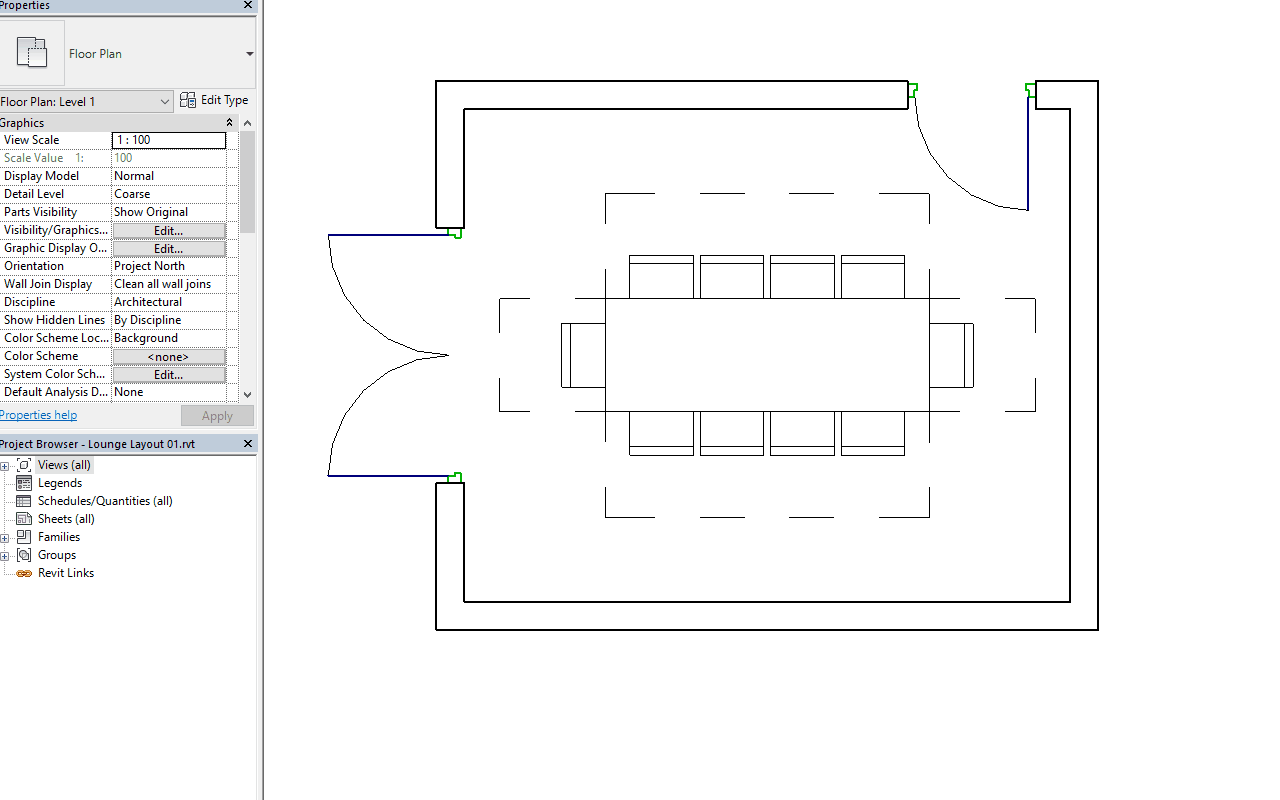 Properties
Floor Plan
Floor Plan: Level 1
Edit Type
Graphics
View Scale 1 : 100
Scale Value 1: 100
Display Model Normal
Detail Level Coarse
Parts Visibility Show Original
Visibility/Graphics... Edit...
Graphic Display O... Edit...
Orientation Project North
Wall Join Display Clean all wall joins
Discipline Architectural
Show Hidden Lines By Discipline
Color Scheme Loc... Background
Color Scheme <none>
System Color Sch... Edit...
Default Analysis D... None
Properties help Apply
Project Browser - Lounge Layout 01.rvt
Views (all)
Legends
Schedules/Quantities (all)
Sheets (all)
Families
Groups
Revit Links